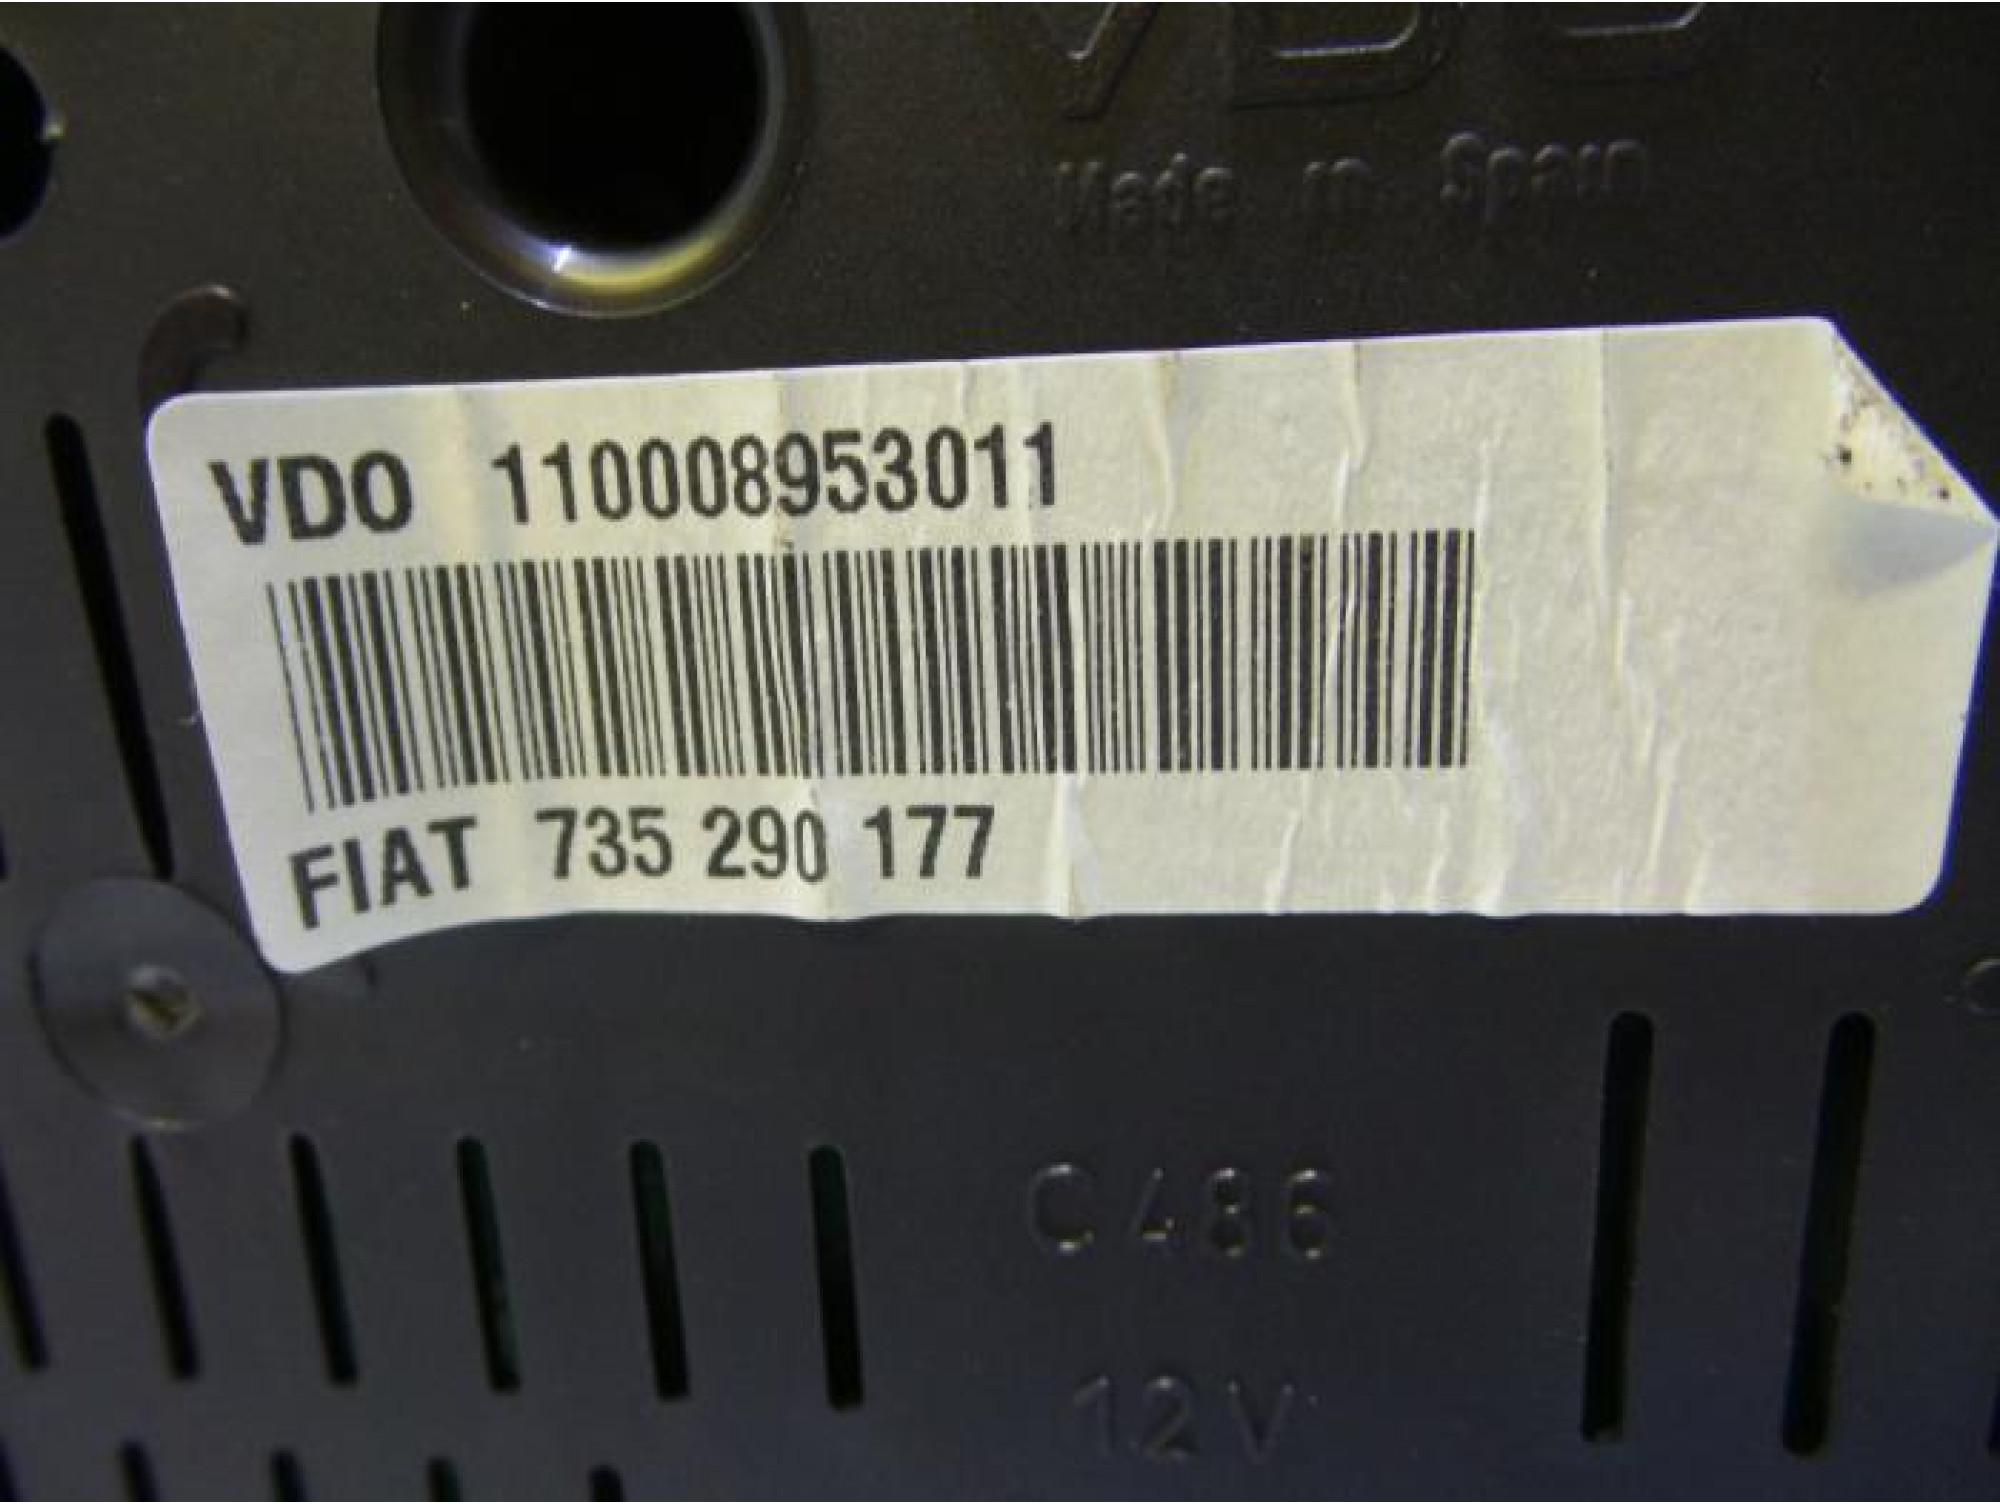 VDO
Made in Spain
VDO 110008953011
FIAT 735 290 177
C486
12V